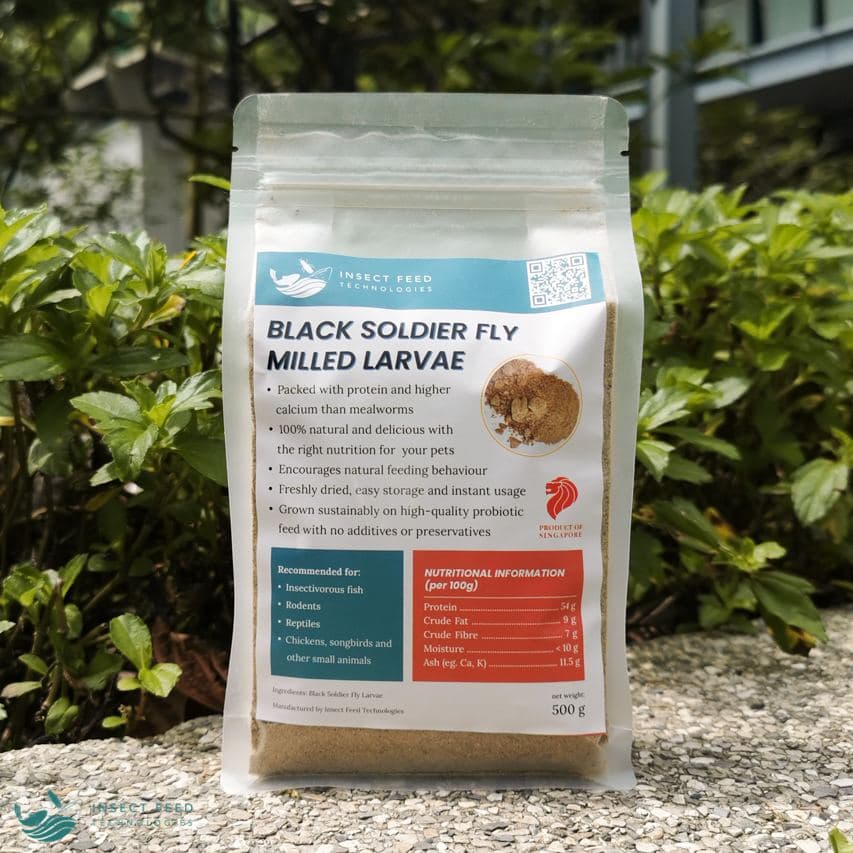 INSECT FEED
TECHNOLOGIES
BLACK SOLDIER FLY
MILLED LARVAE
• Packed with protein and higher
calcium than mealworms
• 100% natural and delicious with
the right nutrition for your pets
• Encourages natural feeding behaviour
• Freshly dried, easy storage and instant usage
• Grown sustainably on high-quality probiotic
feed with no additives or preservatives
PRODUCT OF
SINGAPORE
Recommended for:
• Insectivorous fish
• Rodents
• Reptiles
• Chickens, songbirds and
other small animals
NUTRITIONAL INFORMATION
(per 100g)
Protein 54 g
Crude Fat 9 g
Crude Fibre 7 g
Moisture < 10 g
Ash (eg. Ca, K) 11.5 g
Ingredients: Black Soldier Fly Larvae
Manufactured by Insect Feed Technologies
net weight:
500 g
INSECT FEED
TECHNOLOGIES